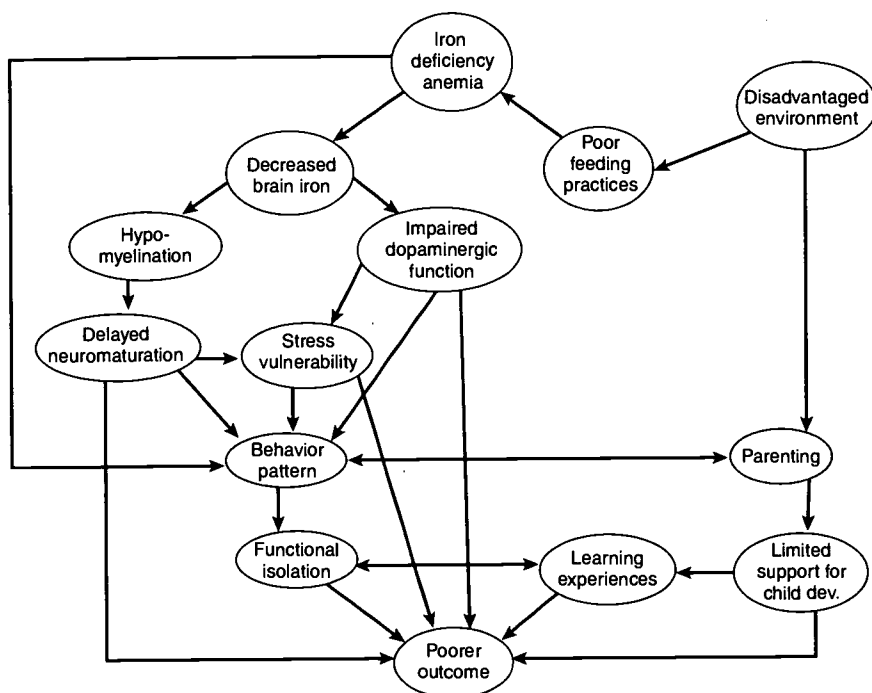 Iron
deficiency
anemia
Disadvantaged
environment
Poor
feeding
practices
Decreased
brain iron
Hypo-
myelination
Impaired
dopaminergic
function
Delayed
neuromaturation
Stress
vulnerability
Behavior
pattern
Parenting
Functional
isolation
Learning
experiences
Limited
support for
child dev.
Poorer
outcome